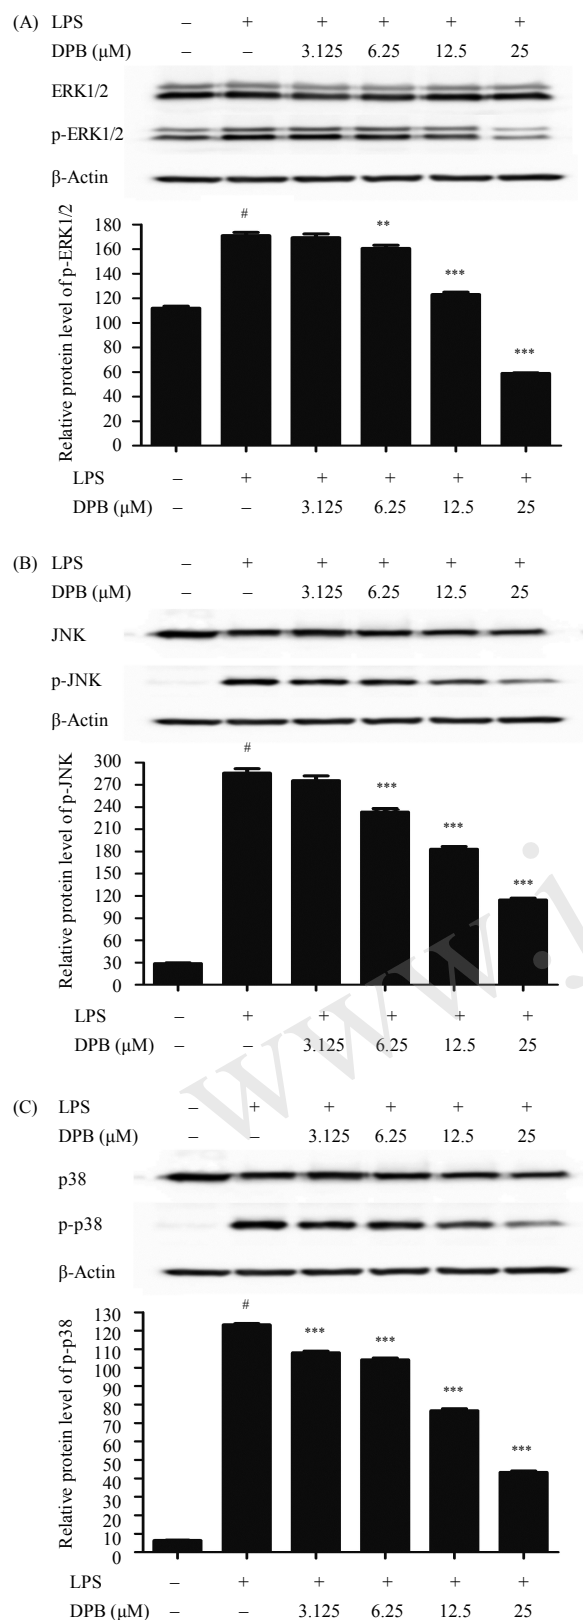 (A) LPS – + + + + +
DPB (μM) – – 3.125 6.25 12.5 25
ERK1/2
p-ERK1/2
β-Actin
Relative protein level of p-ERK1/2
180
160
140
120
100
80
60
40
20
0
# ** *** ***
LPS – + + + + +
DPB (μM) – – 3.125 6.25 12.5 25
(B) LPS – + + + + +
DPB (μM) – – 3.125 6.25 12.5 25
JNK
p-JNK
β-Actin
Relative protein level of p-JNK
300
270
240
210
180
150
120
90
60
30
0
# *** *** ***
LPS – + + + + +
DPB (μM) – – 3.125 6.25 12.5 25
(C) LPS – + + + + +
DPB (μM) – – 3.125 6.25 12.5 25
p38
p-p38
β-Actin
Relative protein level of p-p38
130
120
110
100
90
80
70
60
50
40
30
20
10
0
# *** *** *** ***
LPS – + + + + +
DPB (μM) – – 3.125 6.25 12.5 25
www.j